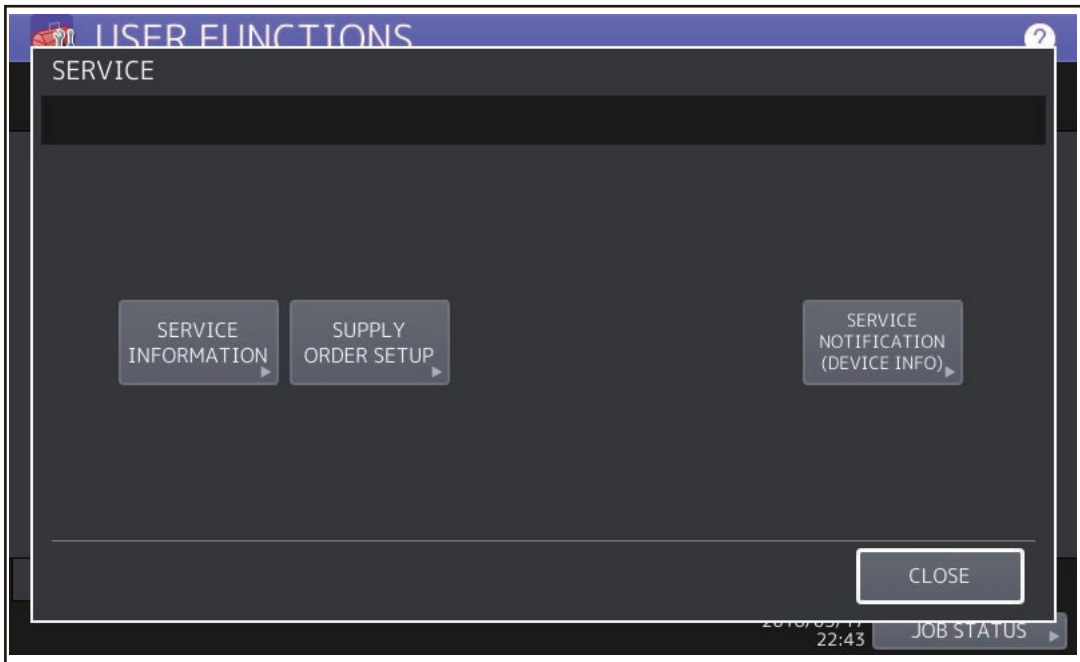 USER FUNCTIONS
?
SERVICE
SERVICE
INFORMATION
SUPPLY
ORDER SETUP
SERVICE
NOTIFICATION
(DEVICE INFO)
CLOSE
22:43
JOB STATUS